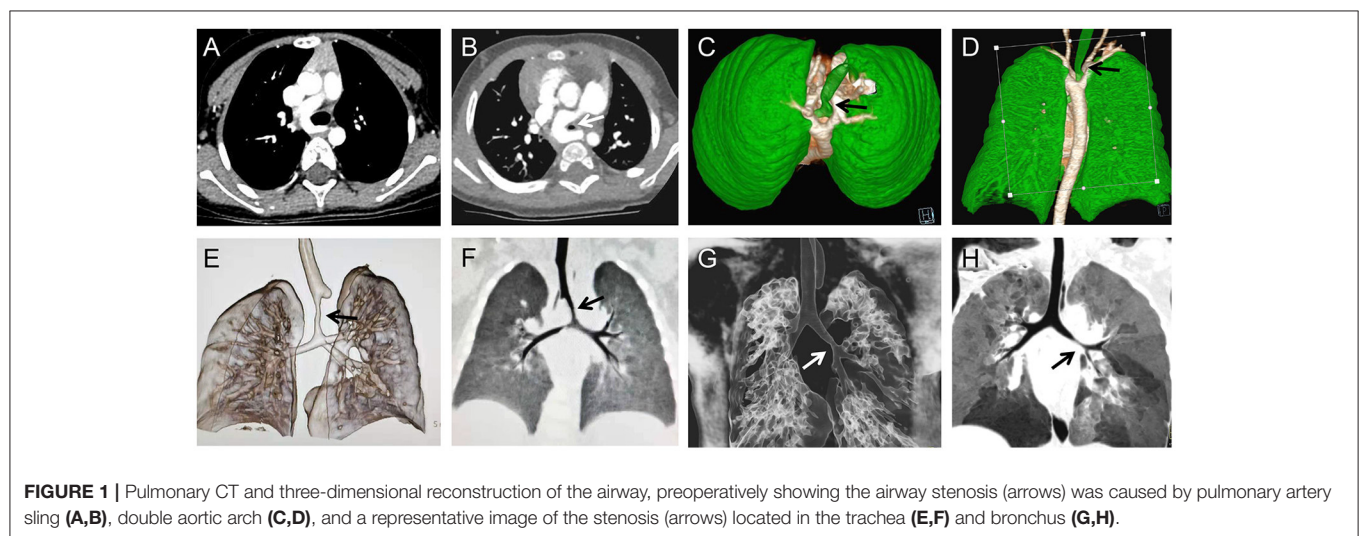 A
B
C
D
H
E
F
G
H
FIGURE 1 | Pulmonary CT and three-dimensional reconstruction of the airway, preoperatively showing the airway stenosis (arrows) was caused by pulmonary artery
sling (A,B), double aortic arch (C,D), and a representative image of the stenosis (arrows) located in the trachea (E,F) and bronchus (G,H).